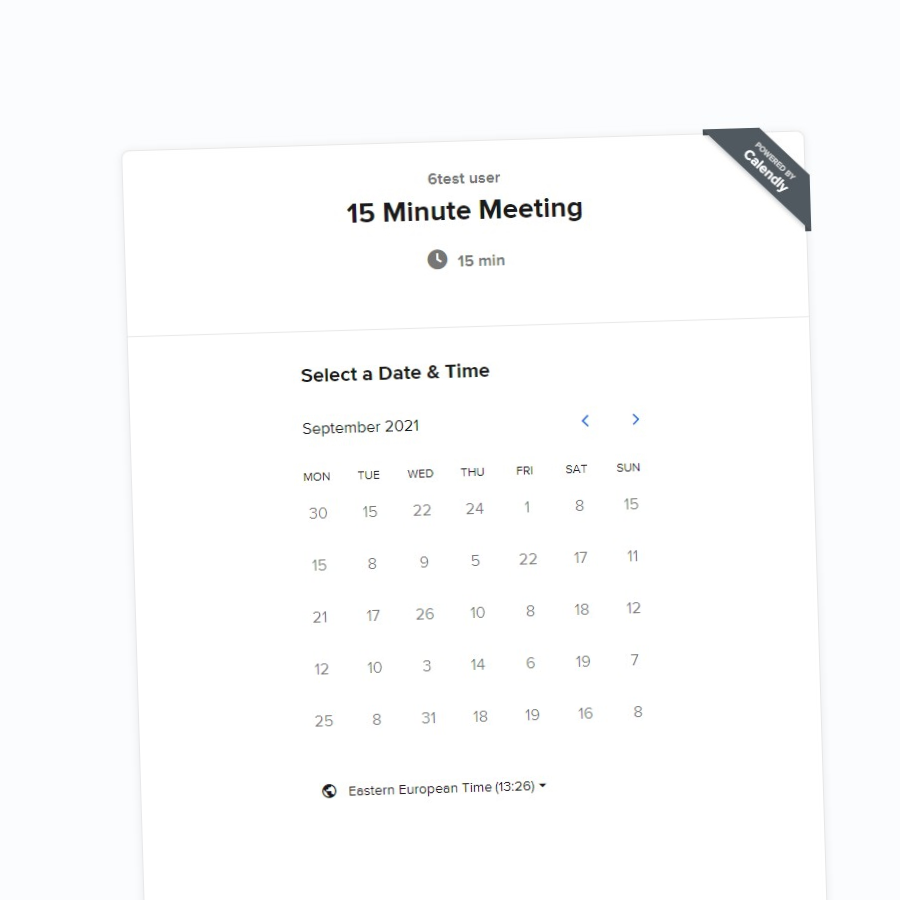 POWERED BY
Calendly
6test user
15 Minute Meeting
15 min
Select a Date & Time
September 2021
MON TUE WED THU FRI SAT SUN
30 15 22 24 1 8 15
15 8 9 5 22 17 11
21 17 26 10 8 18 12
12 10 3 14 6 19 7
25 8 31 18 19 16 8
Eastern European Time (13:26)